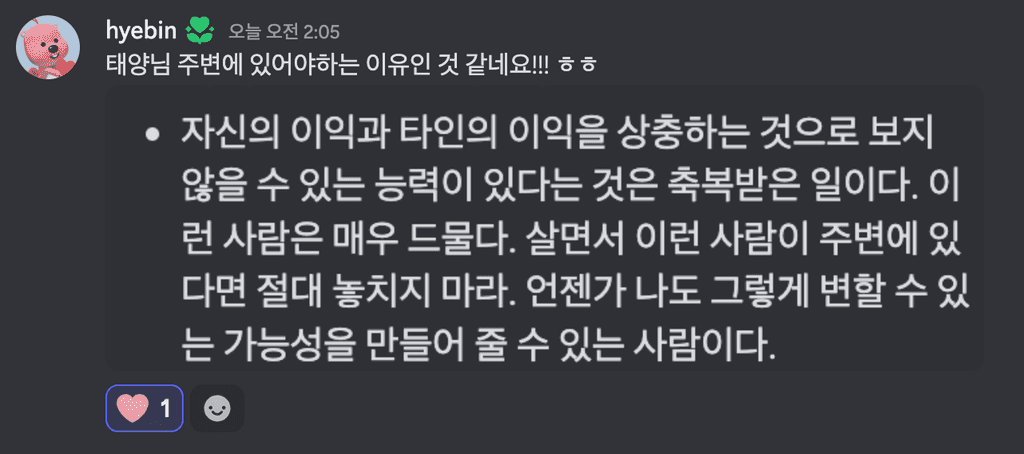 hyebin 오늘 오전 2:05
태양님 주변에 있어야하는 이유인 것 같네요!!! ㅎㅎ
• 자신의 이익과 타인의 이익을 상충하는 것으로 보지
않을 수 있는 능력이 있다는 것은 축복받은 일이다. 이
런 사람은 매우 드물다. 살면서 이런 사람이 주변에 있
다면 절대 놓치지 마라. 언젠가 나도 그렇게 변할 수 있
는 가능성을 만들어 줄 수 있는 사람이다.
1